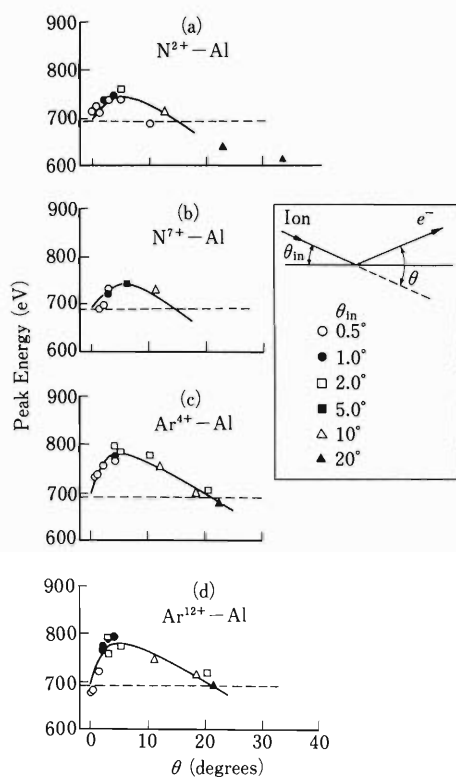 (a)
N²⁺−Al
900
800
700
600
(b)
N⁷⁺−Al
900
800
700
600
Peak Energy (eV)
(c)
Ar⁴⁺−Al
900
800
700
600
(d)
Ar¹²⁺−Al
900
800
700
600
0 10 20 30 40
θ (degrees)
Ion e⁻
θin θ
θin
○ 0.5°
● 1.0°
□ 2.0°
■ 5.0°
△ 10°
▲ 20°